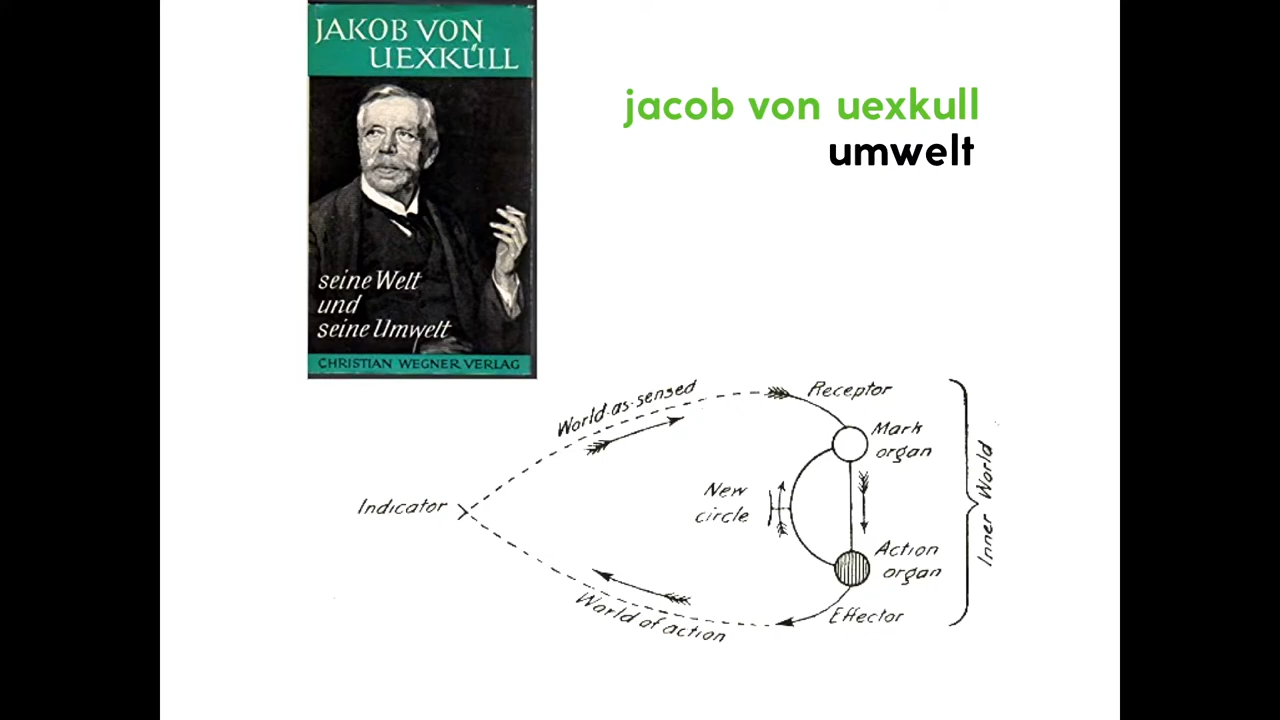 JAKOB VON
UEXKÜLL
seine Welt
und
seine Umwelt
CHRISTIAN WEGNER VERLAG
jacob von uexkull
umwelt
World-as-sensed
Receptor
Mark
organ
Indicator
New
circle
Inner World
Action
organ
World of action
Effector